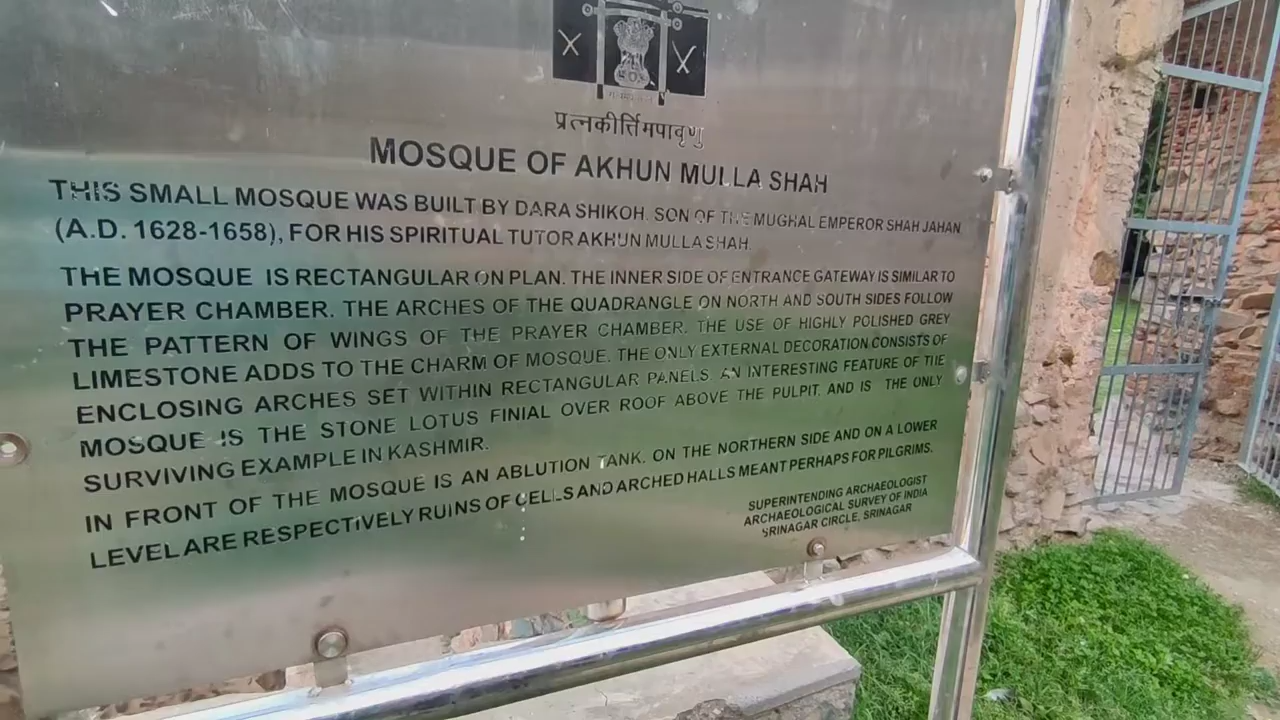 प्रत्नकीर्त्तिमपावृणु
MOSQUE OF AKHUN MULLA SHAH
THIS SMALL MOSQUE WAS BUILT BY DARA SHIKOH, SON OF THE MUGHAL EMPEROR SHAH JAHAN
(A.D. 1628-1658), FOR HIS SPIRITUAL TUTOR AKHUN MULLA SHAH.
THE MOSQUE IS RECTANGULAR ON PLAN. THE INNER SIDE OF ENTRANCE GATEWAY IS SIMILAR TO
PRAYER CHAMBER. THE ARCHES OF THE QUADRANGLE ON NORTH AND SOUTH SIDES FOLLOW
THE PATTERN OF WINGS OF THE PRAYER CHAMBER. THE USE OF HIGHLY POLISHED GREY
LIMESTONE ADDS TO THE CHARM OF MOSQUE. THE ONLY EXTERNAL DECORATION CONSISTS OF
ENCLOSING ARCHES SET WITHIN RECTANGULAR PANELS. AN INTERESTING FEATURE OF THE
MOSQUE IS THE STONE LOTUS FINIAL OVER ROOF ABOVE THE PULPIT, AND IS THE ONLY
SURVIVING EXAMPLE IN KASHMIR.
IN FRONT OF THE MOSQUE IS AN ABLUTION TANK. ON THE NORTHERN SIDE AND ON A LOWER
LEVEL ARE RESPECTIVELY RUINS OF CELLS AND ARCHED HALLS MEANT PERHAPS FOR PILGRIMS.
SUPERINTENDING ARCHAEOLOGIST
ARCHAEOLOGICAL SURVEY OF INDIA
SRINAGAR CIRCLE, SRINAGAR